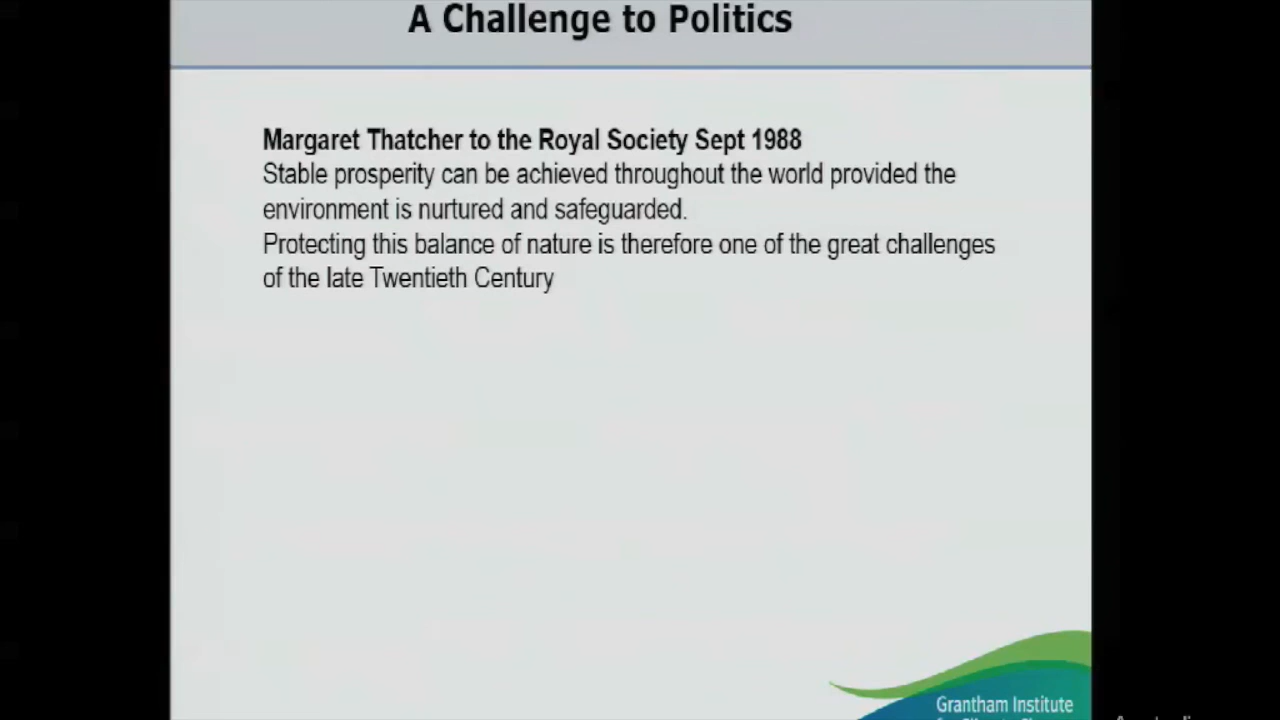 A Challenge to Politics
Margaret Thatcher to the Royal Society Sept 1988
Stable prosperity can be achieved throughout the world provided the
environment is nurtured and safeguarded.
Protecting this balance of nature is therefore one of the great challenges
of the late Twentieth Century
Grantham Institute